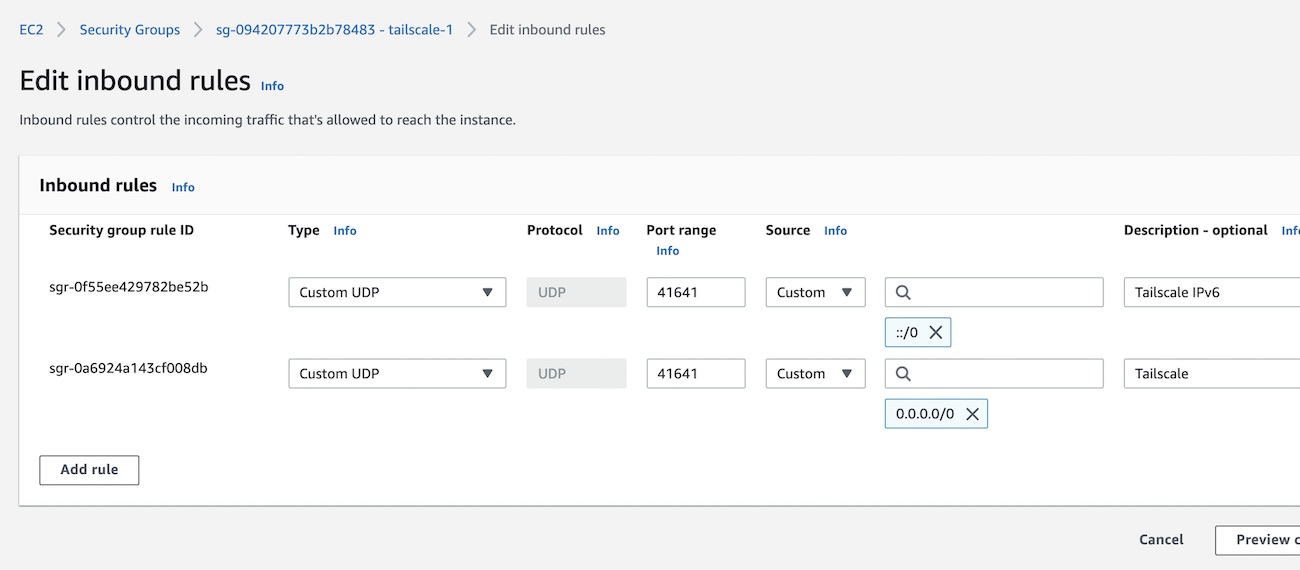 EC2 > Security Groups > sg-094207773b2b78483 - tailscale-1 > Edit inbound rules
Edit inbound rules Info
Inbound rules control the incoming traffic that's allowed to reach the instance.
Inbound rules Info
Security group rule ID Type Info Protocol Info Port range Source Info Description - optional
Info
sgr-0f55ee429782be52b Custom UDP UDP 41641 Custom Tailscale IPv6
::/0
sgr-0a6924a143cf008db Custom UDP UDP 41641 Custom Tailscale
0.0.0.0/0
Add rule
Cancel Preview